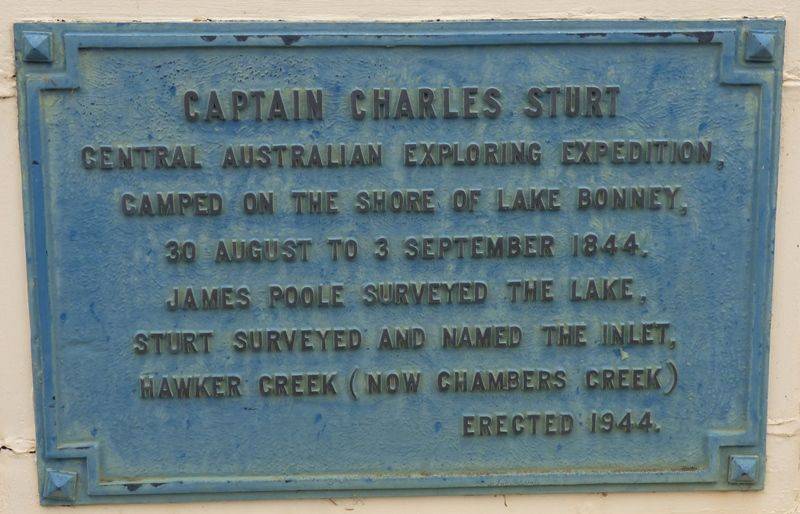 CAPTAIN CHARLES STURT
CENTRAL AUSTRALIAN EXPLORING EXPEDITION,
CAMPED ON THE SHORE OF LAKE BONNEY,
30 AUGUST TO 3 SEPTEMBER 1844.
JAMES POOLE SURVEYED THE LAKE,
STURT SURVEYED AND NAMED THE INLET,
HAWKER CREEK (NOW CHAMBERS CREEK)
ERECTED 1944.